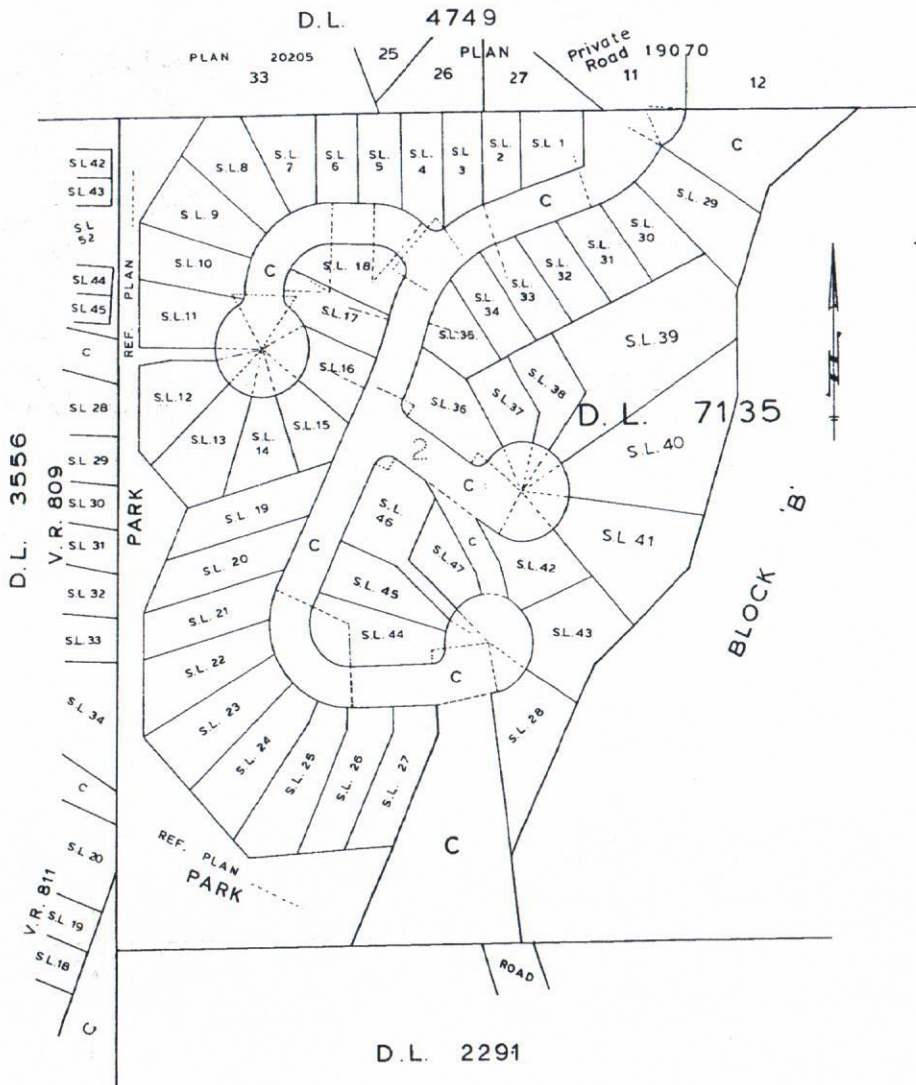 D. L. 4749
PLAN 20205
33
25
26
PLAN
27
Private
Road
19070
11
12
S.L. 42
S.L. 43
S.L
52
S.L. 44
S.L. 45
C
S.L. 28
S.L. 29
S.L. 30
S.L. 31
S.L. 32
S.L. 33
S.L. 34
C
S.L. 20
S.L. 19
S.L. 18
C
D. L. 3556
V. R. 809
V. R. 811
REF. PLAN
PARK
S.L. 8
S.L. 7
S.L. 6
S.L. 5
S.L. 4
S.L 3
S.L. 2
S.L 1
C
C
S.L. 29
S.L. 30
S.L. 31
S.L. 32
S.L. 33
S.L. 34
S.L. 35
S.L. 9
S.L. 10
S.L. 11
C
S.L. 18
S.L. 17
S.L. 16
S.L. 12
S.L. 13
S.L. 14
S.L. 15
S.L. 36
S.L. 37
S.L. 38
S.L. 39
D. L. 7135
2
S.L. 40
C
S.L 41
BLOCK 'B'
S.L. 19
S.L. 20
S.L. 21
S.L. 22
S.L. 23
S.L. 24
S.L. 25
S.L. 26
S.L. 27
C
S.L. 46
S.L. 47
C
S.L. 45
S.L. 44
C
S.L. 42
S.L. 43
S.L. 28
C
REF. PLAN
PARK
ROAD
D. L. 2291